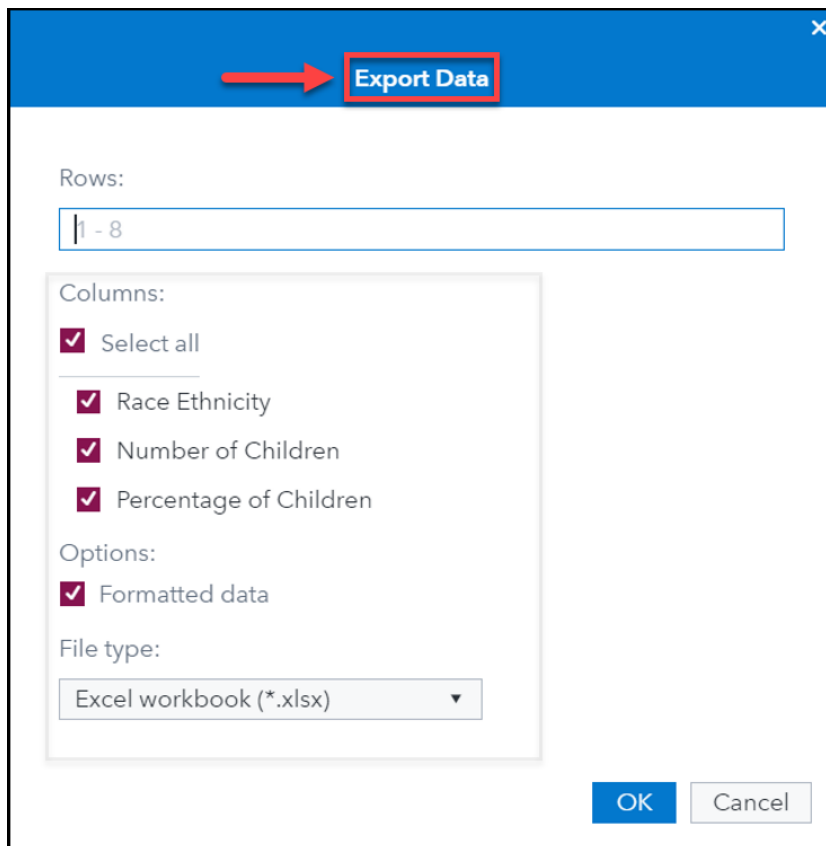 Export Data
Rows:
1 - 8
Columns:
Select all
Race Ethnicity
Number of Children
Percentage of Children
Options:
Formatted data
File type:
Excel workbook (*.xlsx)
OK Cancel